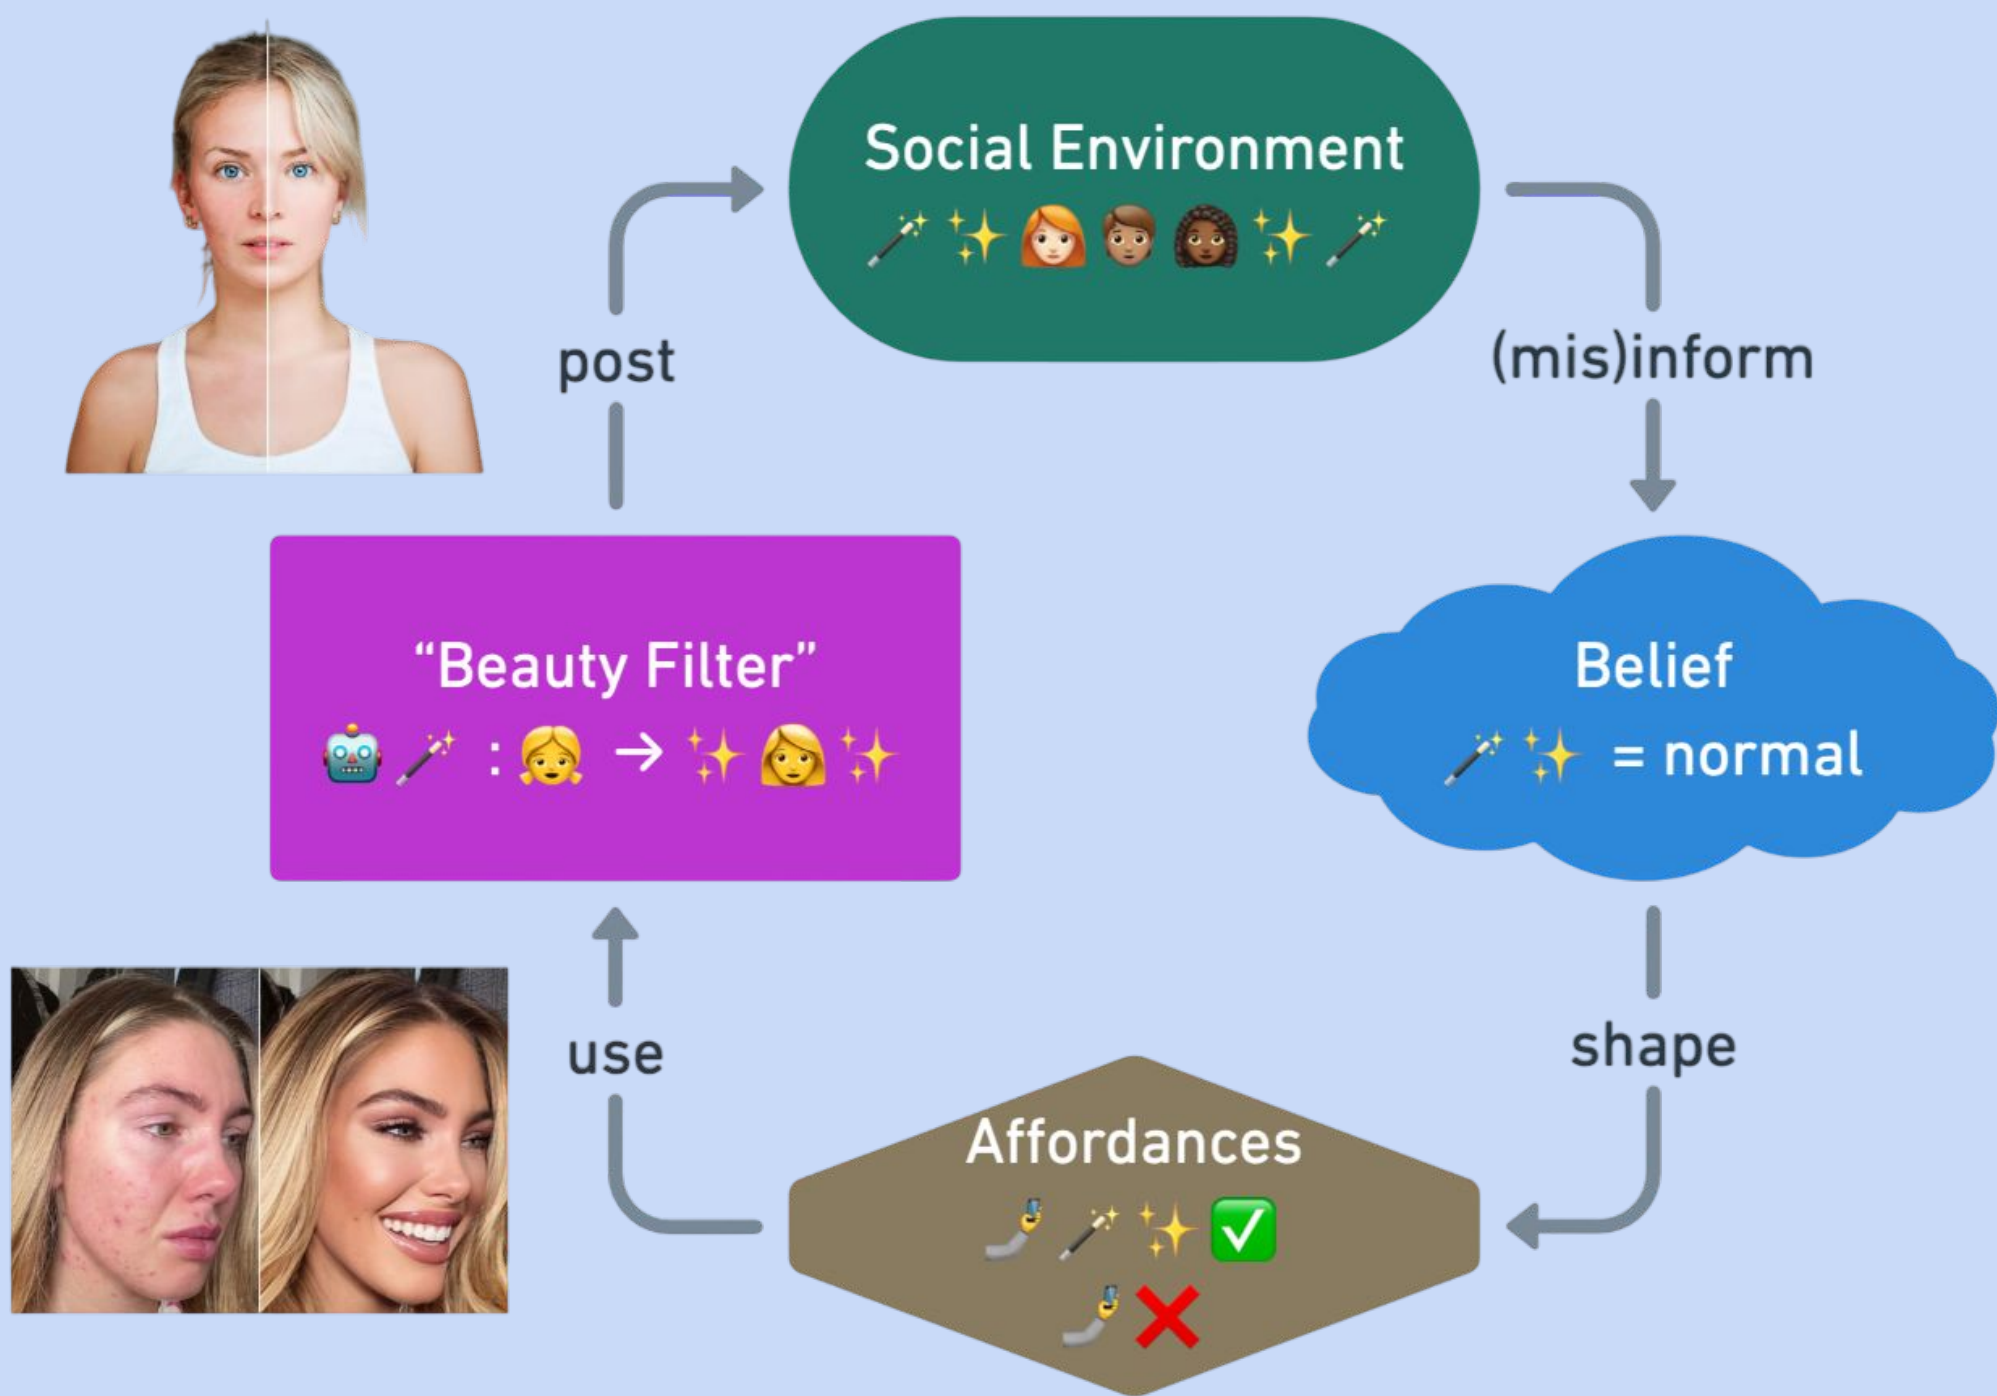 Social Environment
post
(mis)inform
“Beauty Filter”
: →
Belief
= normal
use
shape
Affordances